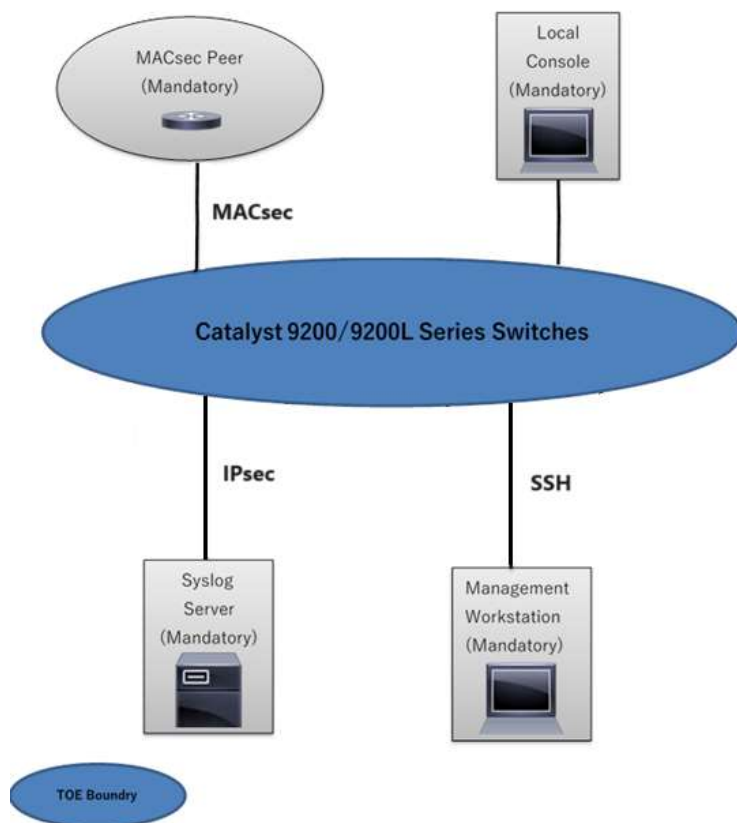 MACsec Peer
(Mandatory)
Local
Console
(Mandatory)
MACsec
Catalyst 9200/9200L Series Switches
IPsec
SSH
Syslog
Server
(Mandatory)
Management
Workstation
(Mandatory)
TOE Boundry